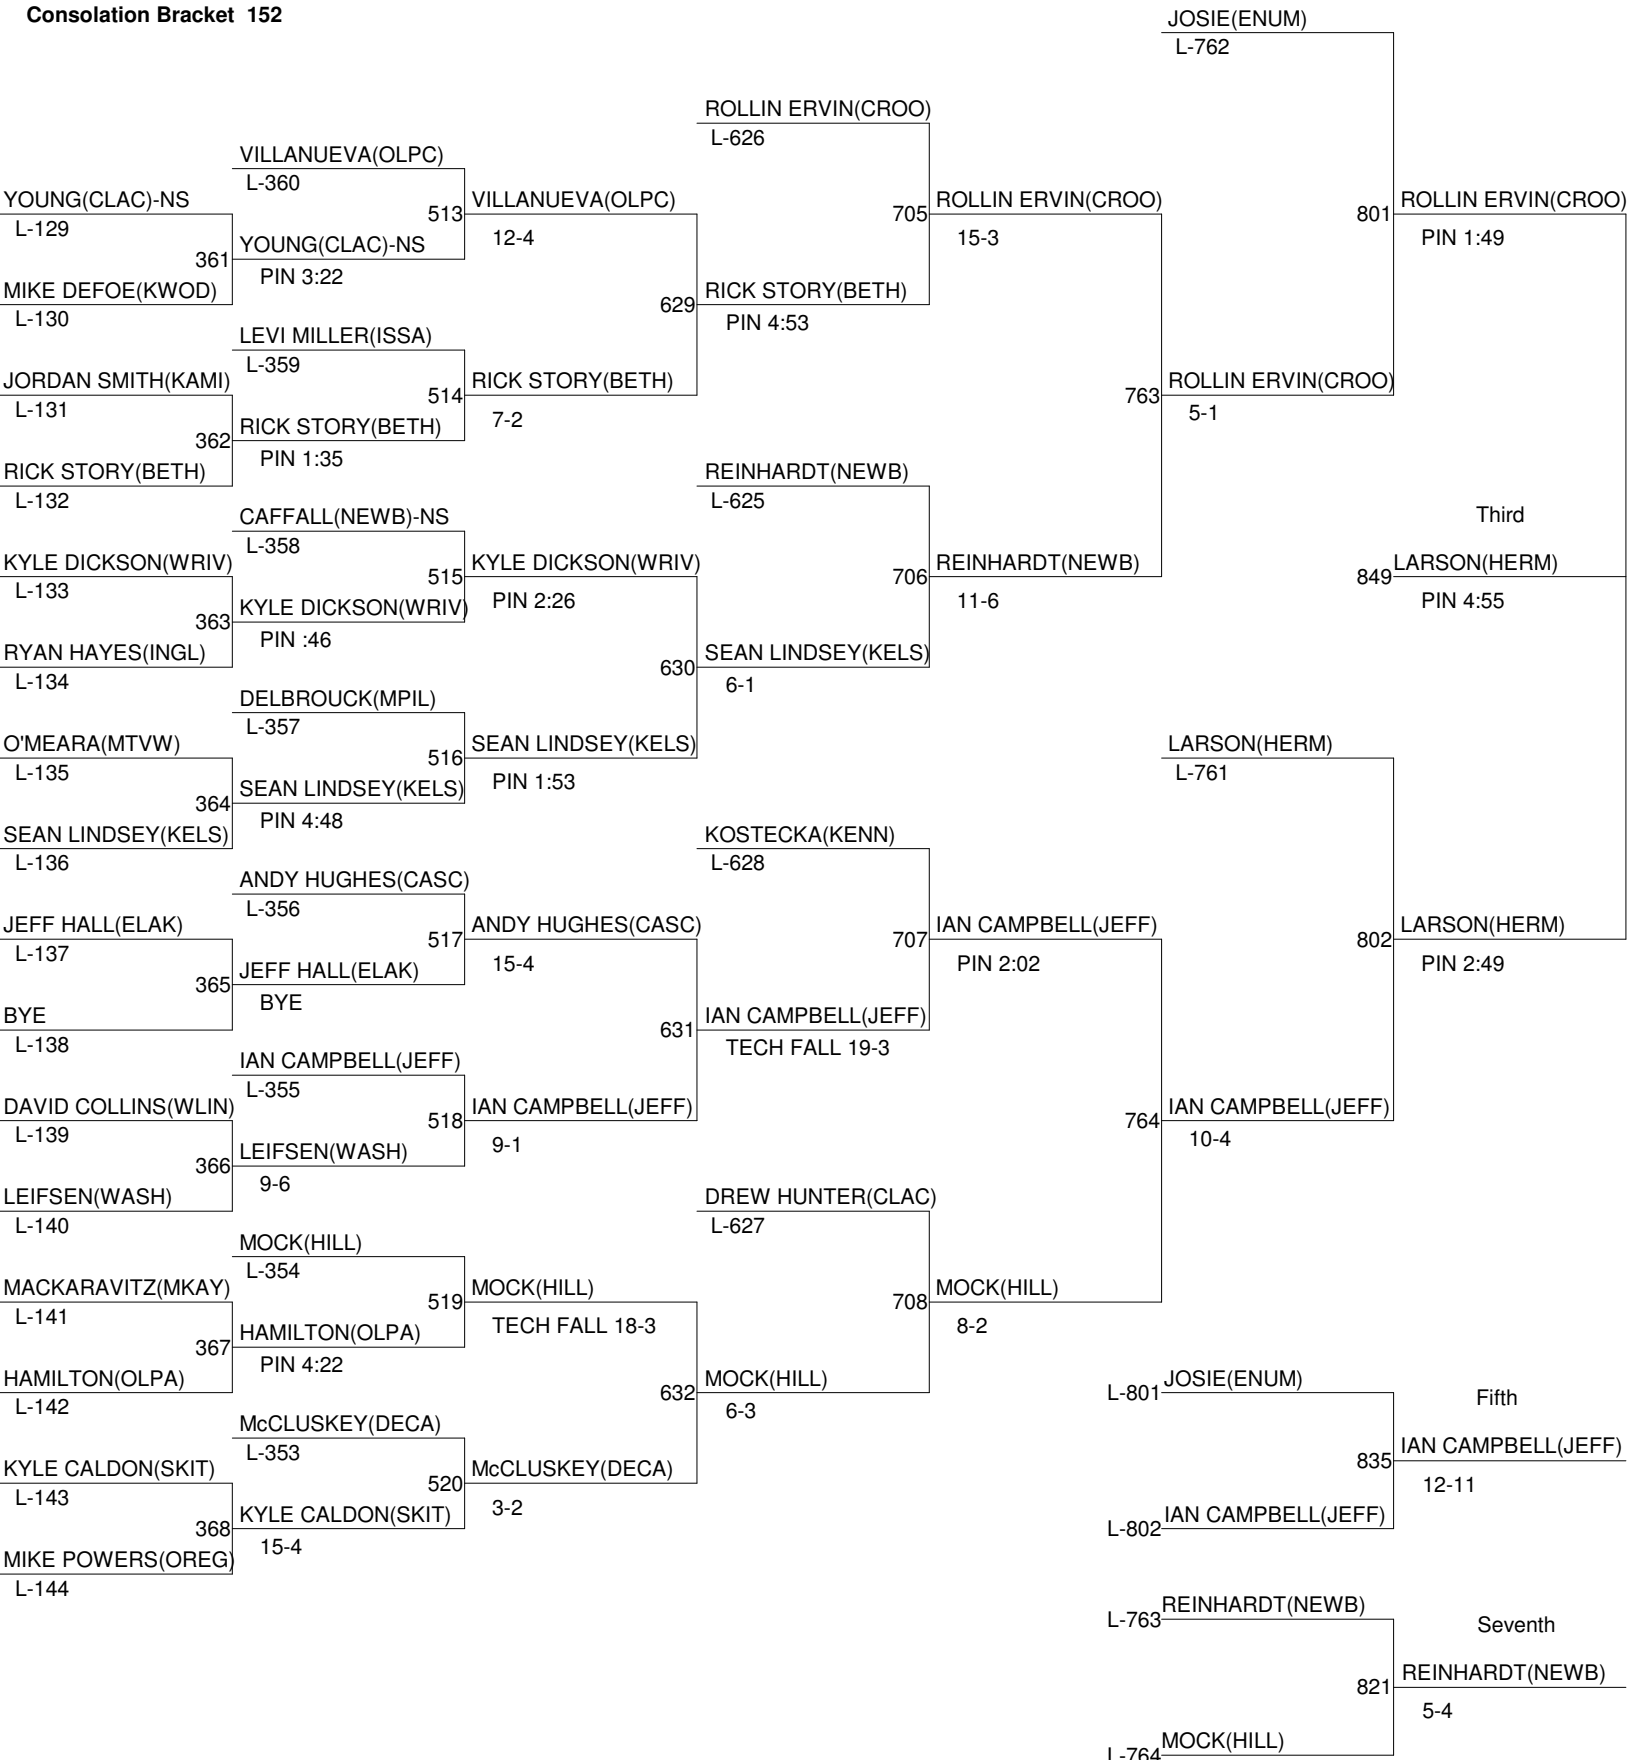 Consolation Bracket 152
JOSIE(ENUM)
L-762
ROLLIN ERVIN(CROO)
L-626
VILLANUEVA(OLPC)
L-360
YOUNG(CLAC)-NS
L-129
513
VILLANUEVA(OLPC)
12-4
705
ROLLIN ERVIN(CROO)
15-3
801
ROLLIN ERVIN(CROO)
PIN 1:49
361
YOUNG(CLAC)-NS
PIN 3:22
MIKE DEFOE(KWOD)
L-130
629
RICK STORY(BETH)
PIN 4:53
LEVI MILLER(ISSA)
L-359
JORDAN SMITH(KAMI)
L-131
514
RICK STORY(BETH)
7-2
763
ROLLIN ERVIN(CROO)
5-1
362
RICK STORY(BETH)
PIN 1:35
RICK STORY(BETH)
L-132
REINHARDT(NEWB)
L-625
Third
CAFFALL(NEWB)-NS
L-358
KYLE DICKSON(WRIV)
L-133
515
KYLE DICKSON(WRIV)
PIN 2:26
706
REINHARDT(NEWB)
11-6
849
LARSON(HERM)
PIN 4:55
363
KYLE DICKSON(WRIV)
PIN :46
RYAN HAYES(INGL)
L-134
630
SEAN LINDSEY(KELS)
6-1
DELBROUCK(MPIL)
L-357
O'MEARA(MTVW)
L-135
516
SEAN LINDSEY(KELS)
PIN 1:53
LARSON(HERM)
L-761
364
SEAN LINDSEY(KELS)
PIN 4:48
SEAN LINDSEY(KELS)
L-136
KOSTECKA(KENN)
L-628
ANDY HUGHES(CASC)
L-356
JEFF HALL(ELAK)
L-137
517
ANDY HUGHES(CASC)
15-4
707
IAN CAMPBELL(JEFF)
PIN 2:02
802
LARSON(HERM)
PIN 2:49
365
JEFF HALL(ELAK)
BYE
BYE
L-138
631
IAN CAMPBELL(JEFF)
TECH FALL 19-3
IAN CAMPBELL(JEFF)
L-355
DAVID COLLINS(WLIN)
L-139
518
IAN CAMPBELL(JEFF)
9-1
764
IAN CAMPBELL(JEFF)
10-4
366
LEIFSEN(WASH)
9-6
LEIFSEN(WASH)
L-140
DREW HUNTER(CLAC)
L-627
MOCK(HILL)
L-354
MACKARAVITZ(MKAY)
L-141
519
MOCK(HILL)
TECH FALL 18-3
708
MOCK(HILL)
8-2
367
HAMILTON(OLPA)
PIN 4:22
HAMILTON(OLPA)
L-142
632
MOCK(HILL)
6-3
L-801
JOSIE(ENUM)
Fifth
McCLUSKEY(DECA)
L-353
KYLE CALDON(SKIT)
L-143
520
McCLUSKEY(DECA)
3-2
835
IAN CAMPBELL(JEFF)
12-11
368
KYLE CALDON(SKIT)
15-4
L-802
IAN CAMPBELL(JEFF)
MIKE POWERS(OREG)
L-144
L-763
REINHARDT(NEWB)
Seventh
821
REINHARDT(NEWB)
5-4
L-764
MOCK(HILL)